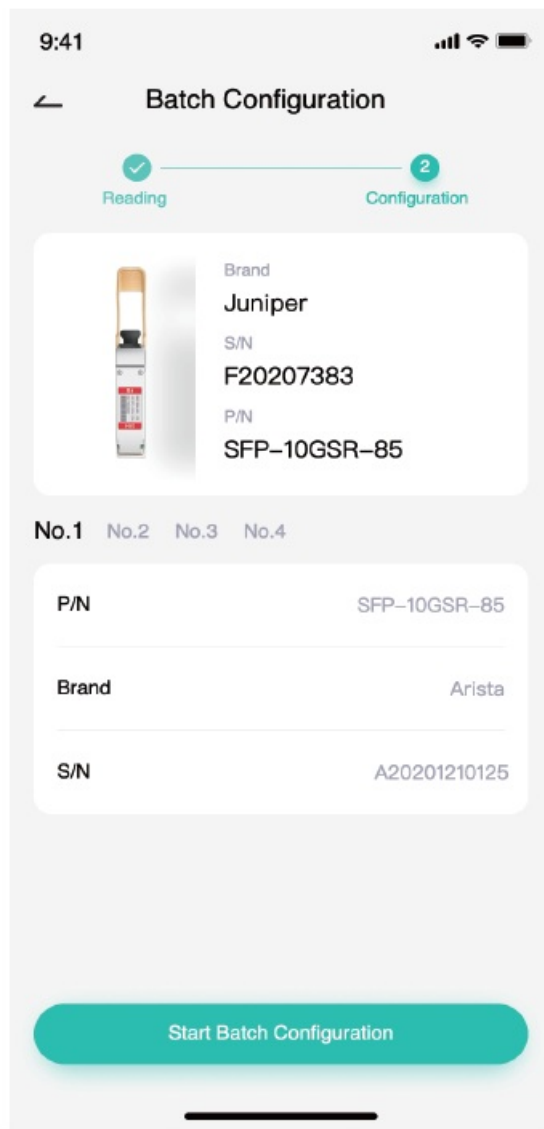 9:41
Batch Configuration
2
Reading
Configuration
Brand
Juniper
S/N
F20207383
P/N
SFP-10GSR-85
No.1 No.2 No.3 No.4
P/N SFP-10GSR-85
Brand Arista
S/N A20201210125
Start Batch Configuration